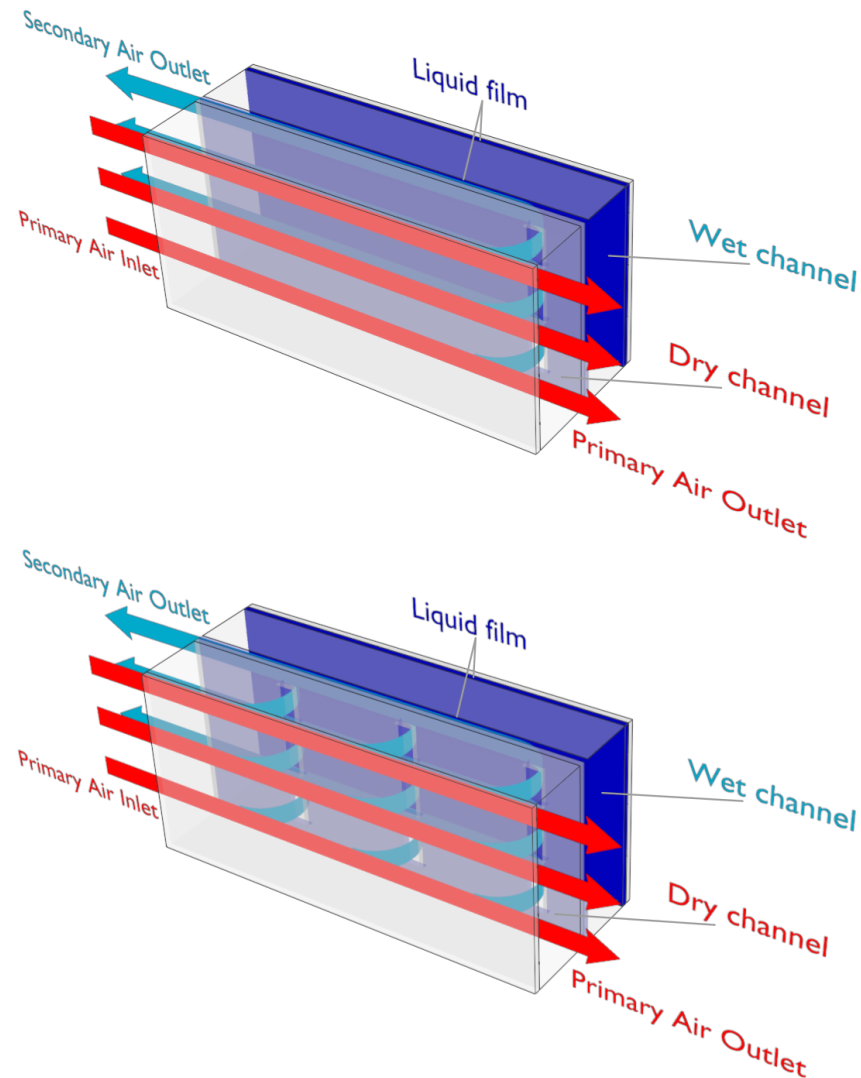 Secondary Air Outlet
Liquid film
Primary Air Inlet
Wet channel
Dry channel
Primary Air Outlet
Secondary Air Outlet
Liquid film
Primary Air Inlet
Wet channel
Dry channel
Primary Air Outlet